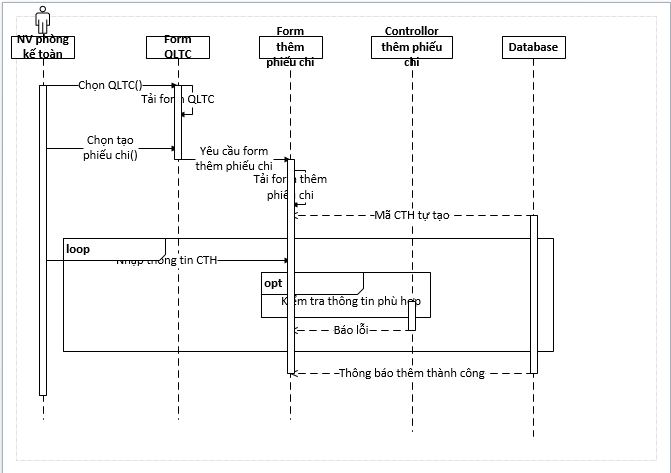 NV phòng
kế toàn
Form
QLTC
Form
thêm
phiếu chi
Controllor
thêm phiếu
chi
Database
Chọn QLTC()
Tải form QLTC
Chọn tạo
phiếu chi()
Yêu cầu form
thêm phiếu chi
Tải form thêm
phiếu chi
Mã CTH tự tạo
loop
Nhập thông tin CTH
opt
Kiểm tra thông tin phù hợp
Báo lỗi
Thông báo thêm thành công